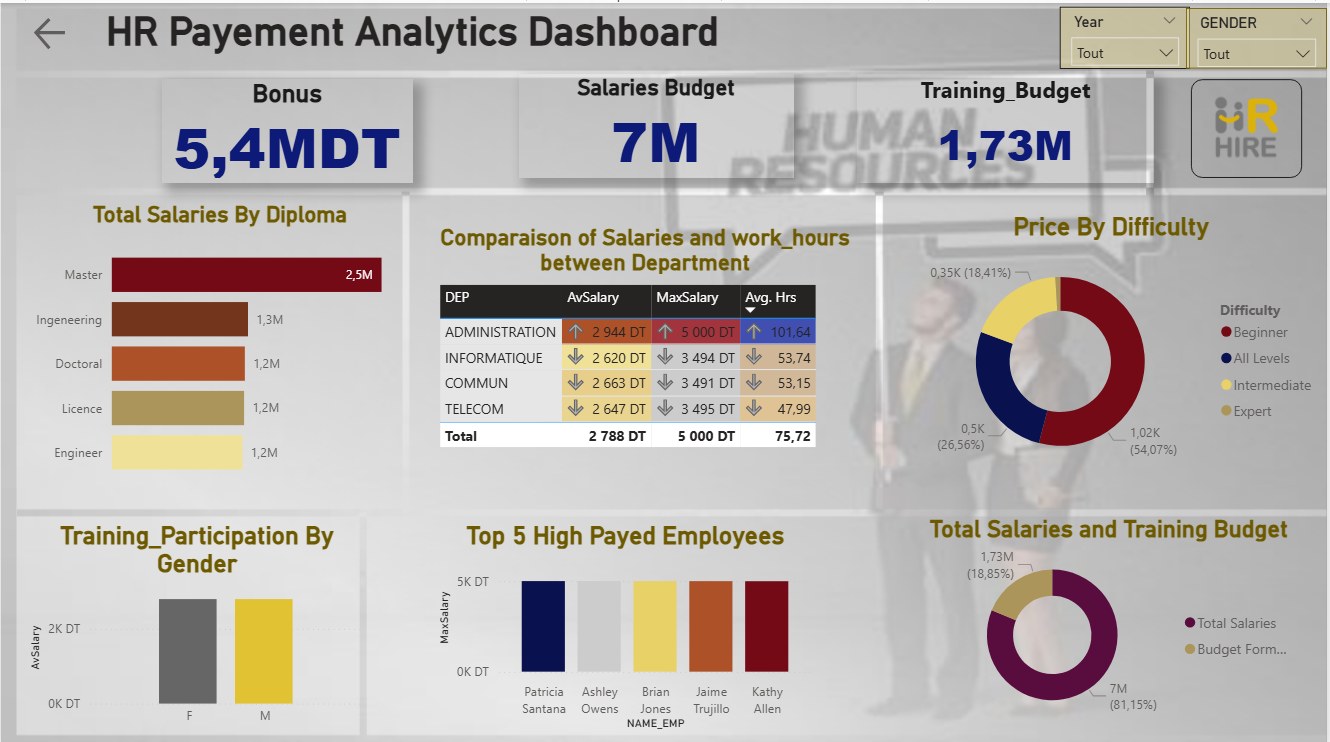 HR Payement Analytics Dashboard
Year
Tout
GENDER
Tout
Bonus
5,4MDT
Salaries Budget
7M
Training_Budget
1,73M
HUMAN
RESOURCES
HR
HIRE
Total Salaries By Diploma
Master 2,5M
Ingeneering 1,3M
Doctoral 1,2M
Licence 1,2M
Engineer 1,2M
Comparaison of Salaries and work_hours
between Department
DEP AvSalary MaxSalary Avg. Hrs
ADMINISTRATION 2 944 DT 5 000 DT 101,64
INFORMATIQUE 2 620 DT 3 494 DT 53,74
COMMUN 2 663 DT 3 491 DT 53,15
TELECOM 2 647 DT 3 495 DT 47,99
Total 2 788 DT 5 000 DT 75,72
Price By Difficulty
0,35K (18,41%)
0,5K
(26,56%)
1,02K
(54,07%)
Difficulty
Beginner
All Levels
Intermediate
Expert
Training_Participation By
Gender
AvSalary
2K DT
0K DT
F M
Top 5 High Payed Employees
MaxSalary
5K DT
0K DT
Patricia
Santana
Ashley
Owens
Brian
Jones
Jaime
Trujillo
Kathy
Allen
NAME_EMP
Total Salaries and Training Budget
1,73M
(18,85%)
7M
(81,15%)
Total Salaries
Budget Form...